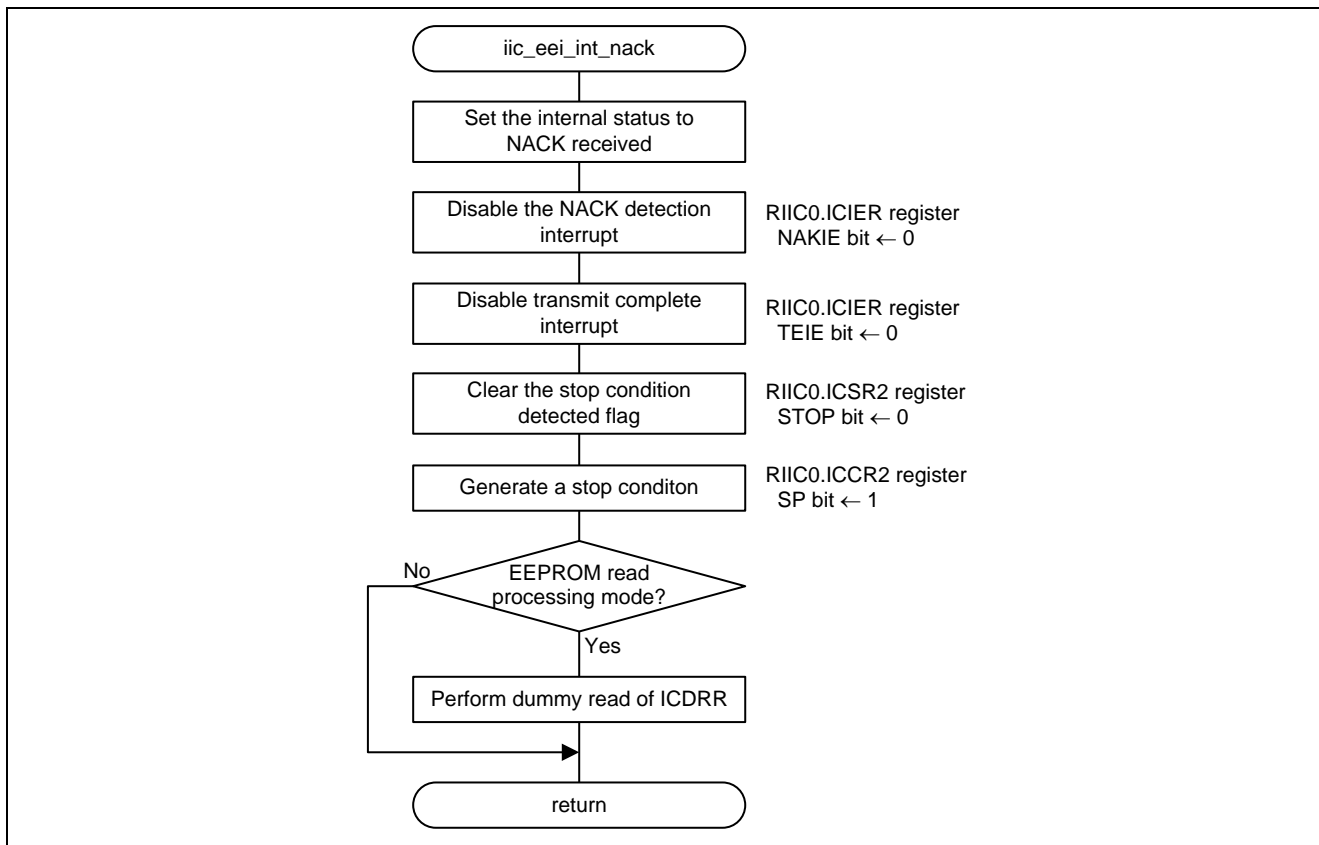 iic_eei_int_nack
Set the internal status to
NACK received
Disable the NACK detection
interrupt
RIIC0.ICIER register
NAKIE bit ← 0
Disable transmit complete
interrupt
RIIC0.ICIER register
TEIE bit ← 0
Clear the stop condition
detected flag
RIIC0.ICSR2 register
STOP bit ← 0
Generate a stop conditon
RIIC0.ICCR2 register
SP bit ← 1
No
EEPROM read
processing mode?
Yes
Perform dummy read of ICDRR
return